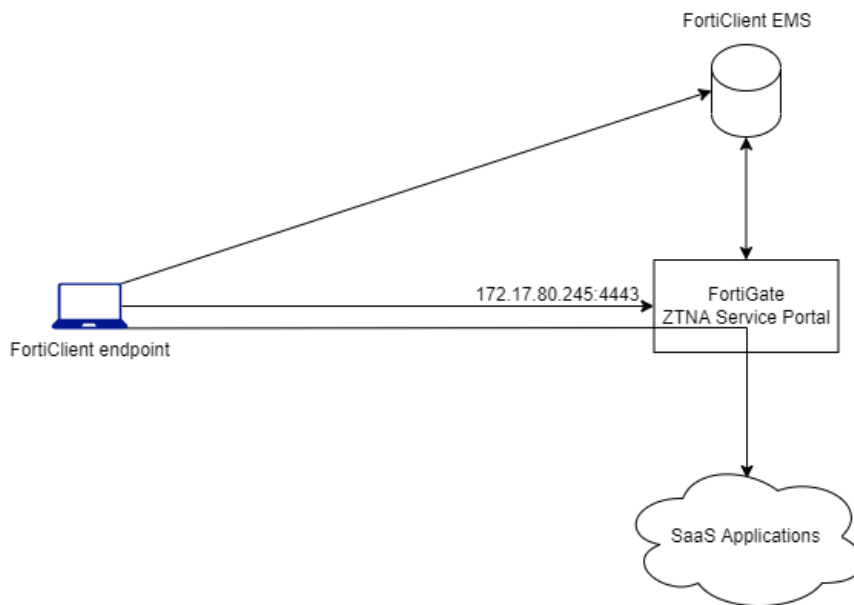 FortiClient EMS
172.17.80.245:4443
FortiGate
ZTNA Service Portal
FortiClient endpoint
SaaS Applications